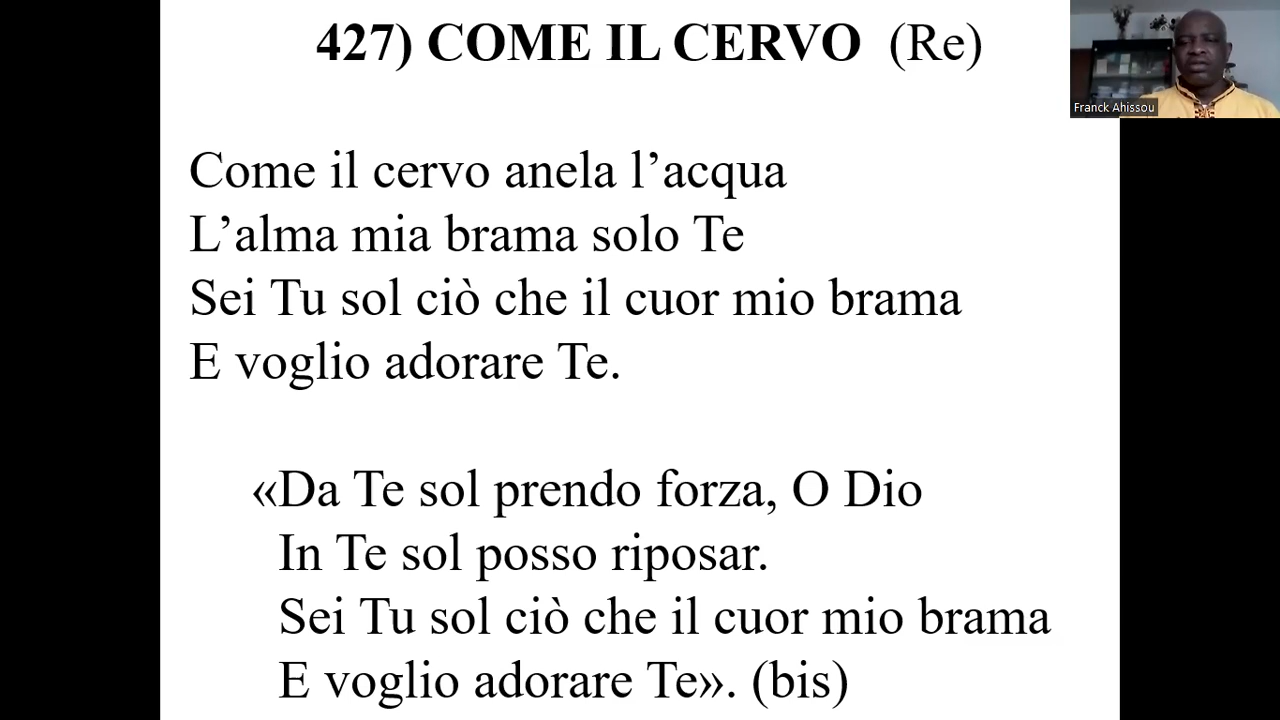 427) COME IL CERVO (Re)
Franck Ahissou
Come il cervo anela l’acqua
L’alma mia brama solo Te
Sei Tu sol ciò che il cuor mio brama
E voglio adorare Te.
«Da Te sol prendo forza, O Dio
In Te sol posso riposar.
Sei Tu sol ciò che il cuor mio brama
E voglio adorare Te». (bis)